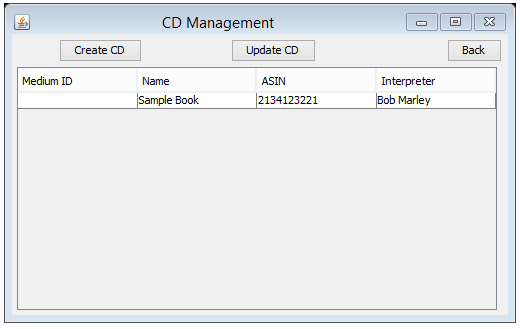 CD Management
Create CD Update CD Back
Medium ID Name ASIN Interpreter
Sample Book 2134123221 Bob Marley